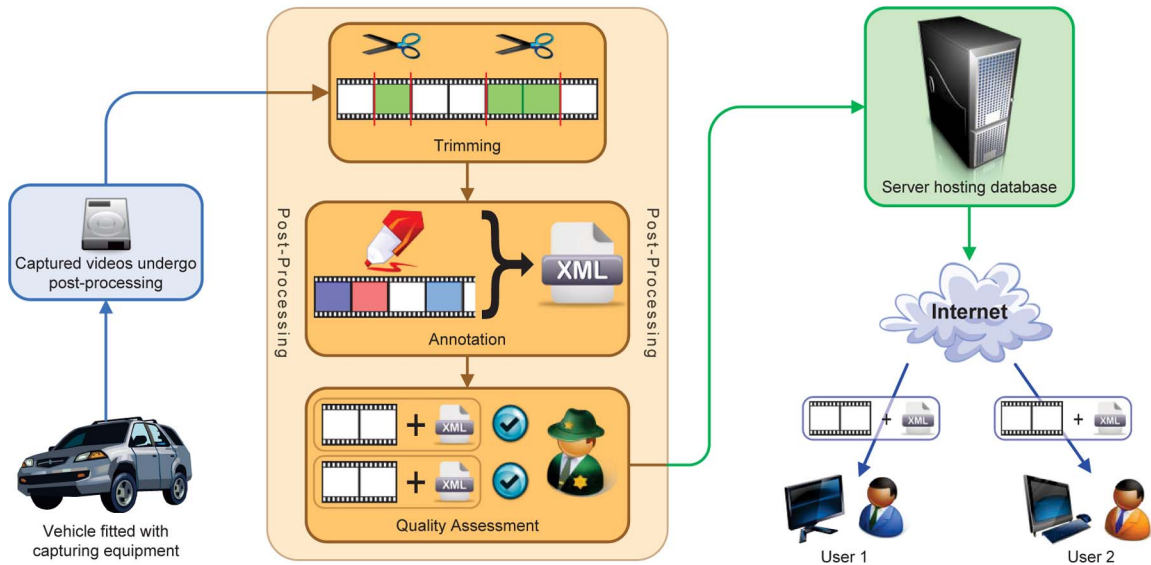 Trimming
Post-Processing
Post-Processing
XML
Annotation
XML
XML
Quality Assessment
Captured videos undergo
post-processing
Vehicle fitted with
capturing equipment
Server hosting database
Internet
XML
XML
User 1
User 2